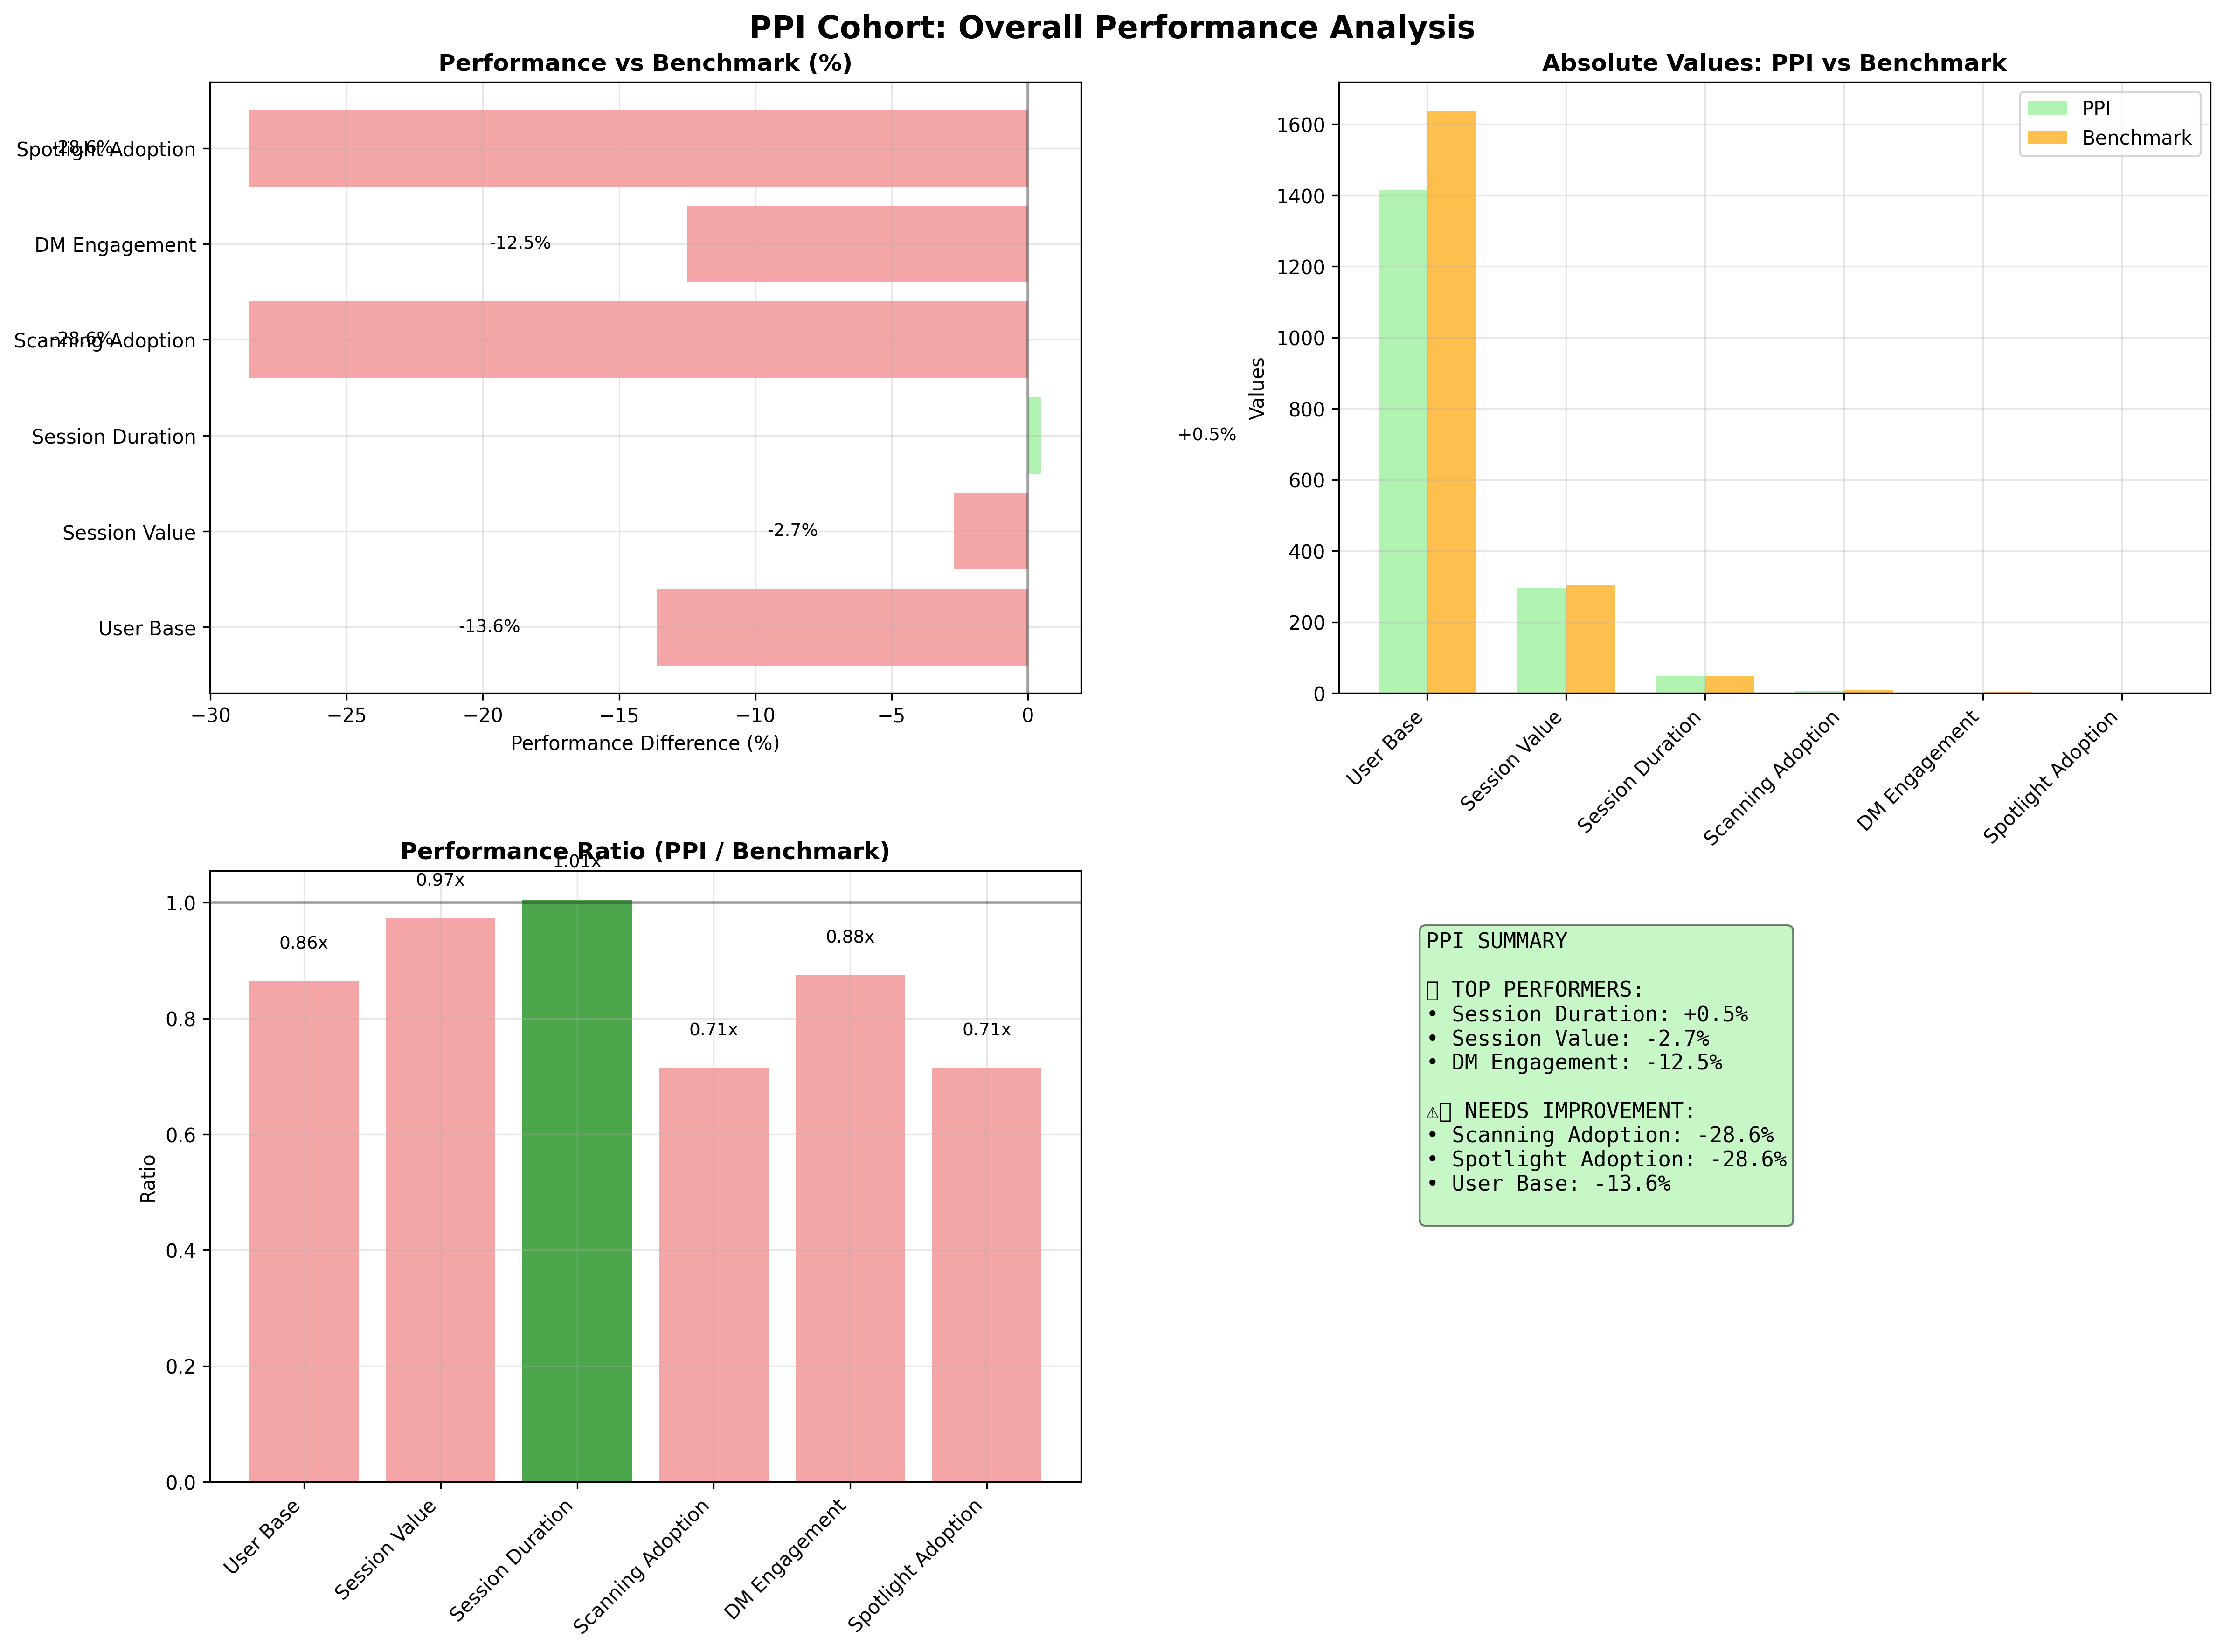 PPI Cohort: Overall Performance Analysis
Performance vs Benchmark (%)
Spotlight Adoption
-28.6%
DM Engagement
-12.5%
Scanning Adoption
-28.6%
Session Duration
+0.5%
Session Value
-2.7%
User Base
-13.6%
−30
−25
−20
−15
−10
−5
0
Performance Difference (%)
Absolute Values: PPI vs Benchmark
PPI
Benchmark
1600
1400
1200
1000
800
600
400
200
0
Values
User Base
Session Value
Session Duration
Scanning Adoption
DM Engagement
Spotlight Adoption
Performance Ratio (PPI / Benchmark)
0.86x
0.97x
1.01x
0.71x
0.88x
0.71x
1.0
0.8
0.6
0.4
0.2
0.0
Ratio
User Base
Session Value
Session Duration
Scanning Adoption
DM Engagement
Spotlight Adoption
PPI SUMMARY
TOP PERFORMERS:
• Session Duration: +0.5%
• Session Value: -2.7%
• DM Engagement: -12.5%
⚠ NEEDS IMPROVEMENT:
• Scanning Adoption: -28.6%
• Spotlight Adoption: -28.6%
• User Base: -13.6%